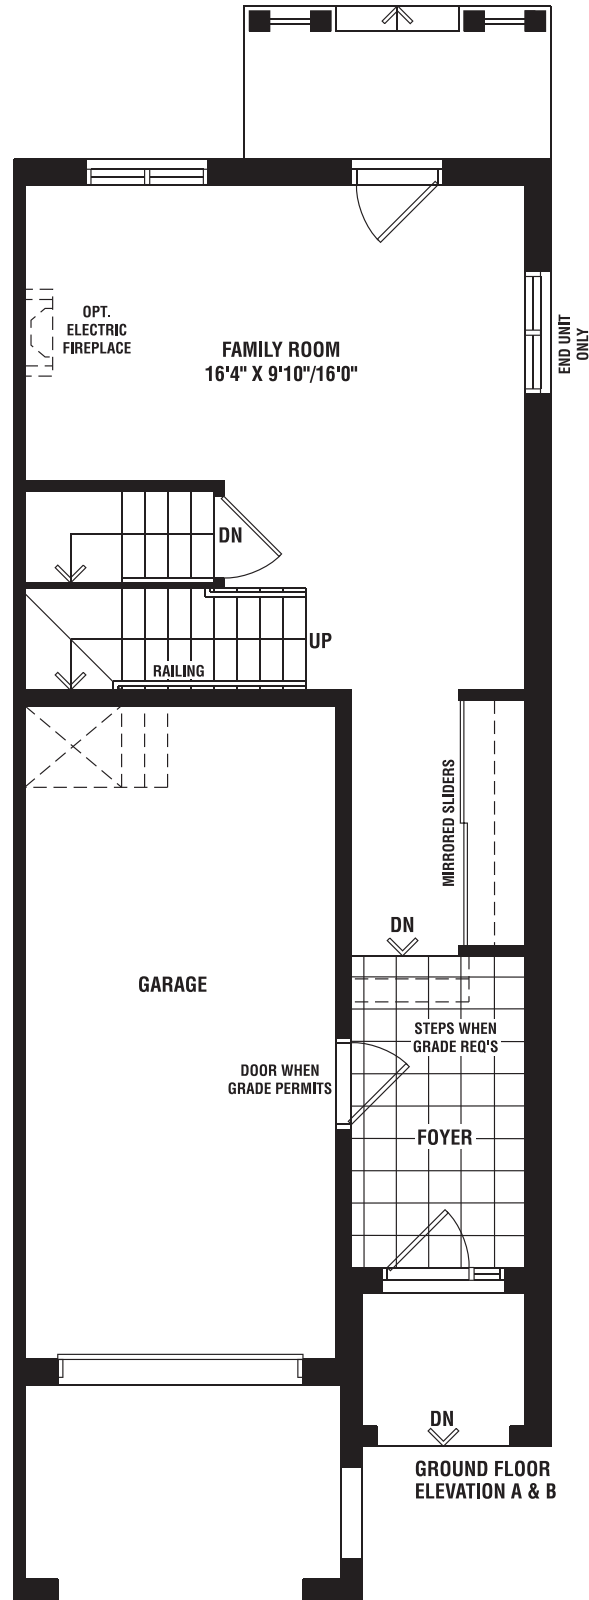 OPT.
ELECTRIC
FIREPLACE
FAMILY ROOM
16'4" X 9'10"/16'0"
END UNIT
ONLY
DN
UP
RAILING
MIRRORED SLIDERS
DN
GARAGE
STEPS WHEN
GRADE REQ'S
DOOR WHEN
GRADE PERMITS
FOYER
DN
GROUND FLOOR
ELEVATION A & B